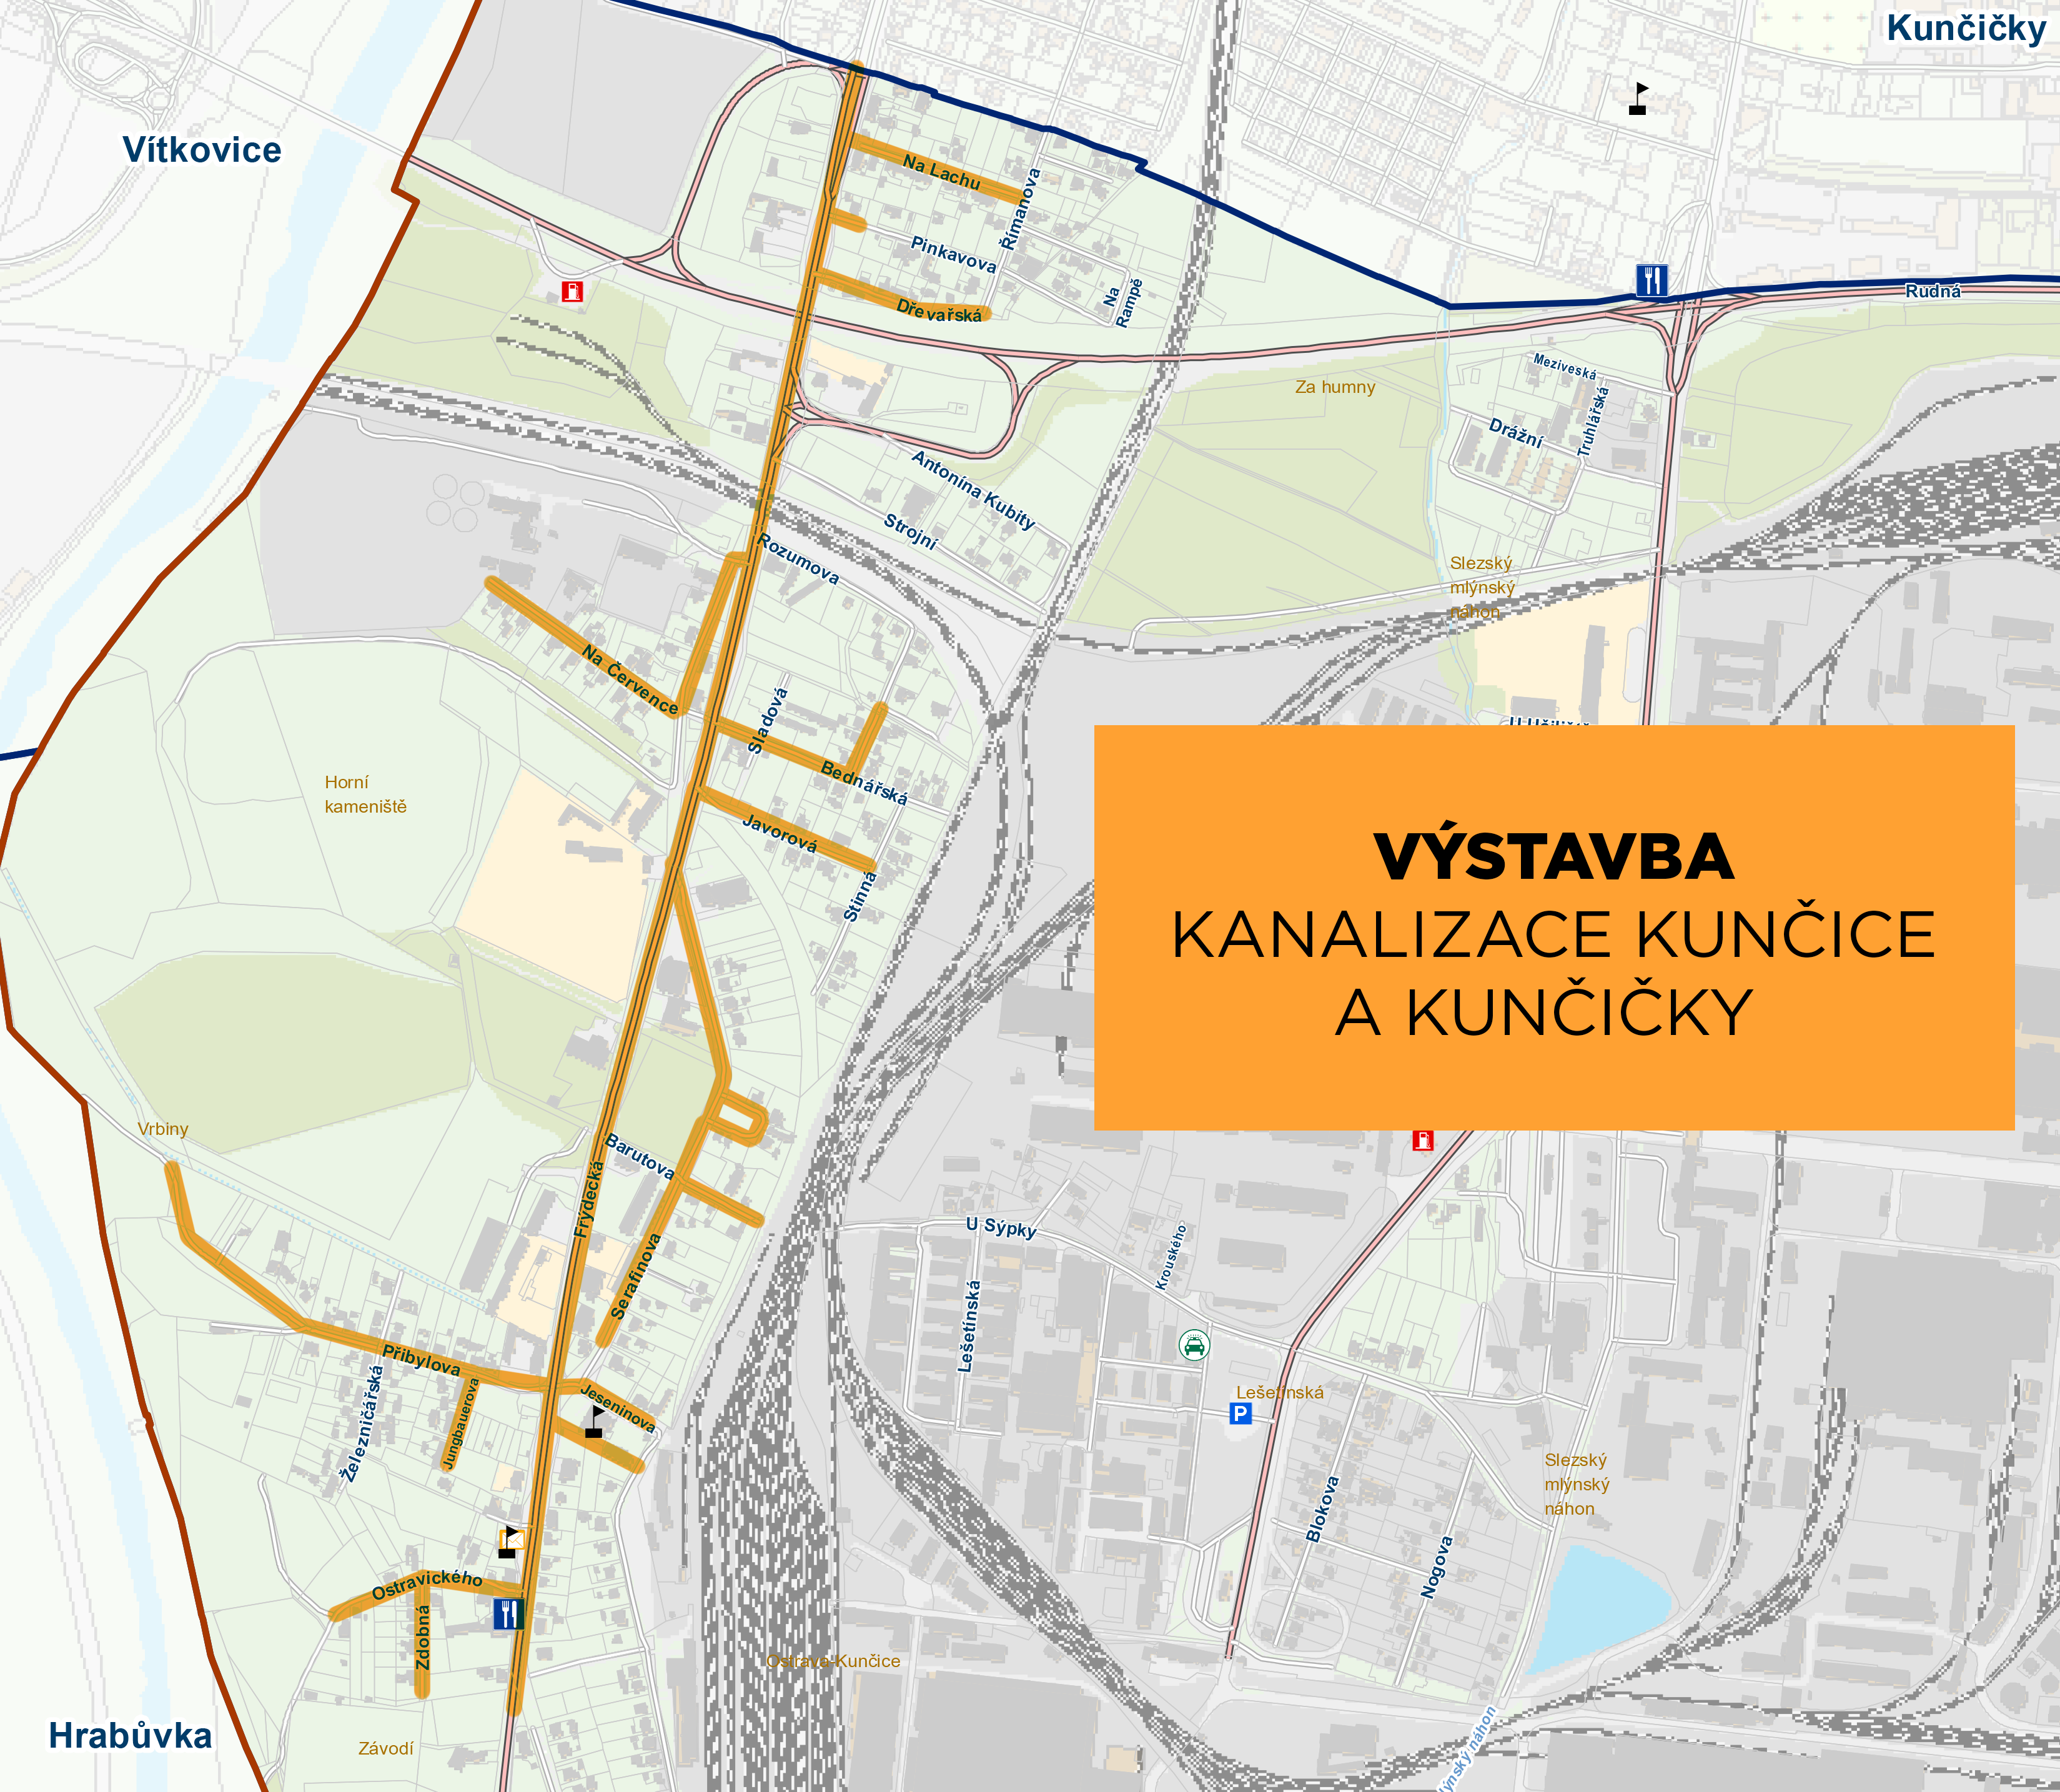 Kunčičky
Vítkovice
Na Lachu
Římanova
Pinkavova
Na
Rampě
Dřevařská
Rudná
Meziveská
Za humny
Truhlářská
Drážní
Antonína Kubity
Strojní
Rozumova
Slezský
mlýnský
náhon
Na Července
Sladová
Bednářská
Javorová
Stinná
Horní
kameniště
VÝSTAVBA
KANALIZACE KUNČICE
A KUNČIČKY
Vrbiny
Barutova
Frýdecká
Serafinova
U Sýpky
Krouského
Lešetínská
Přibylova
Jeseninova
Jungbauerova
Železničářská
Lešetínská
P
Slezský
mlýnský
náhon
Blokova
Nogova
Ostravického
Zdobná
Ostrava-Kunčice
Hrabůvka
Závodí
náhon